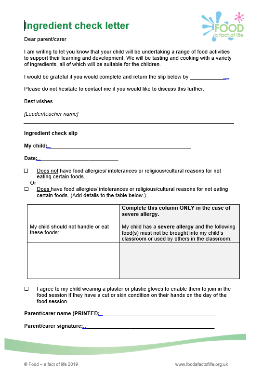 Ingredient check letter
FOOD
a fact of life
Dear parent/carer
I am writing to let you know that your child will be undertaking a range of food activities
to support their learning and development. We will be tasting and cooking with a variety
of ingredients, all of which will be suitable for the children.
I would be grateful if you would complete and return the slip below by
Please do not hesitate to contact me if you would like to discuss this further.
Best wishes
[Leader/teacher name]
Ingredient check slip
My child:
Date:
Does not have food allergies/ intolerances or religious/cultural reasons for not
eating certain foods.
Or
Does have food allergies/ intolerances or religious/cultural reasons for not eating
certain foods. (Add details to the table below.)
Complete this column ONLY in the case of
severe allergy.
My child should not handle or eat
these foods:
My child has a severe allergy and the following
food(s) must not be brought into my child's
classroom or used by others in the classroom.
I agree to my child wearing a plaster or plastic gloves to enable them to join in the
food session if they have a cut or skin condition on their hands on the day of the
food session.
Parent/carer name (PRINTED):
Parent/carer signature:
© Food – a fact of life 2019
www.foodafactoflife.org.uk